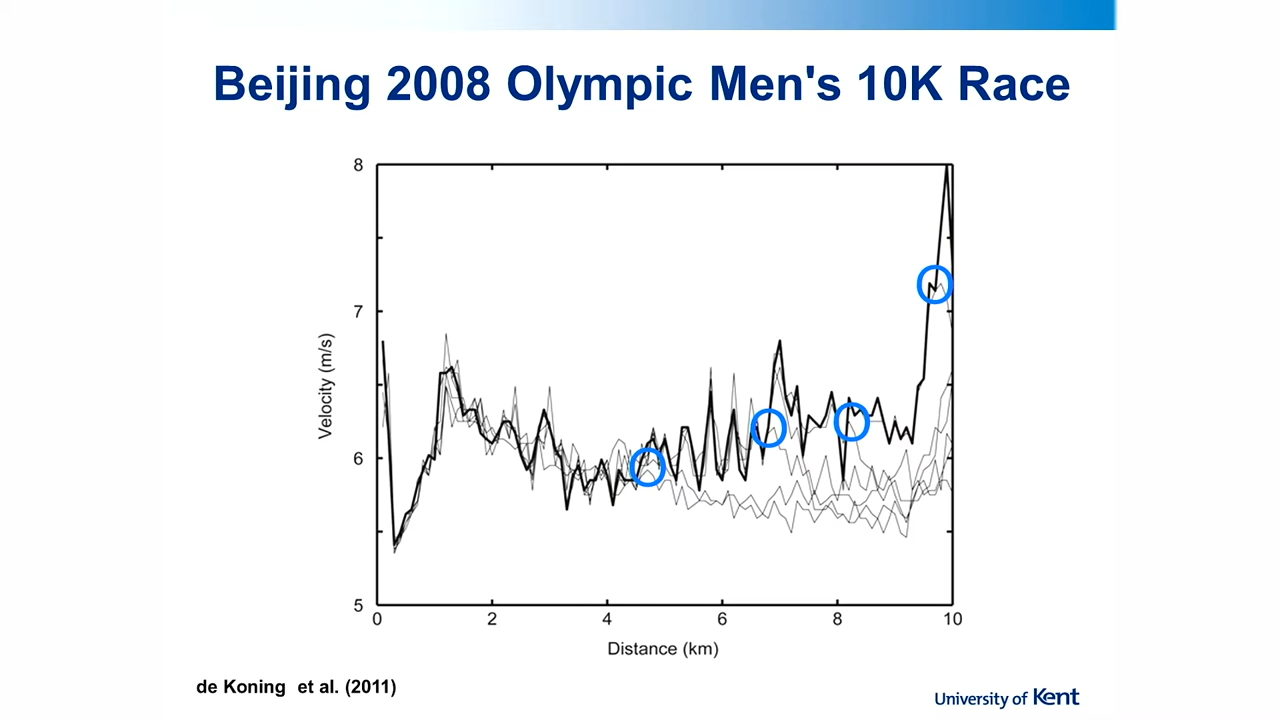 Beijing 2008 Olympic Men's 10K Race
8
7
6
5
Velocity (m/s)
0 2 4 6 8 10
Distance (km)
de Koning et al. (2011)
University of Kent